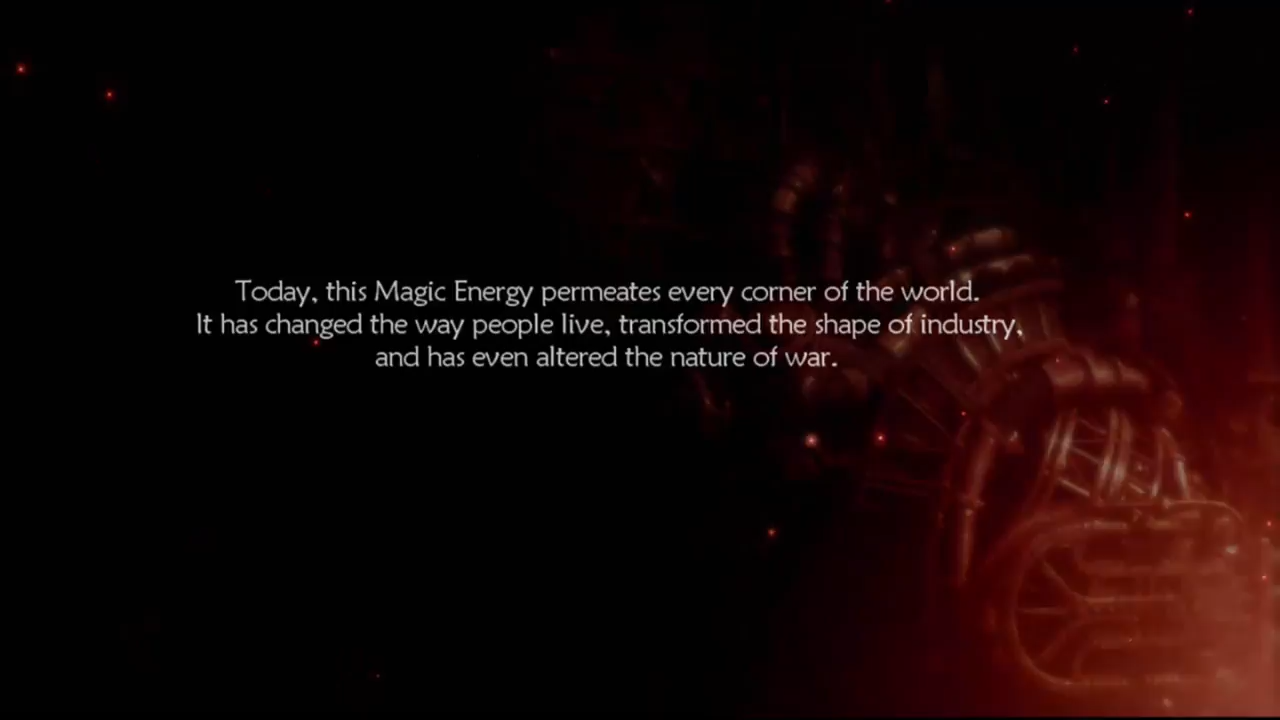 Today, this Magic Energy permeates every corner of the world.
It has changed the way people live, transformed the shape of industry,
and has even altered the nature of war.